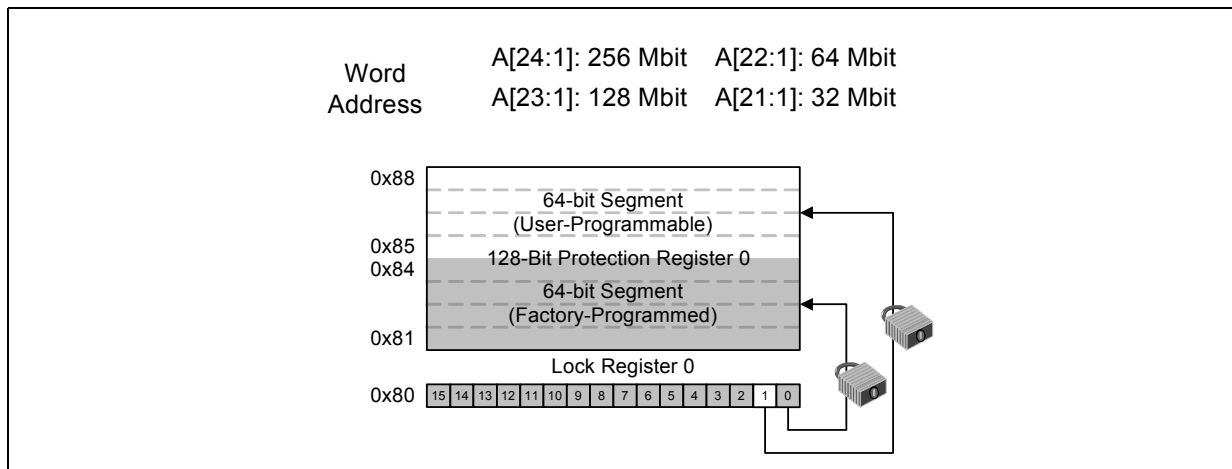 Word
Address
A[24:1]: 256 Mbit A[22:1]: 64 Mbit
A[23:1]: 128 Mbit A[21:1]: 32 Mbit
0x88
64-bit Segment
(User-Programmable)
0x85
128-Bit Protection Register 0
0x84
64-bit Segment
(Factory-Programmed)
0x81
Lock Register 0
0x80 15 14 13 12 11 10 9 8 7 6 5 4 3 2 1 0